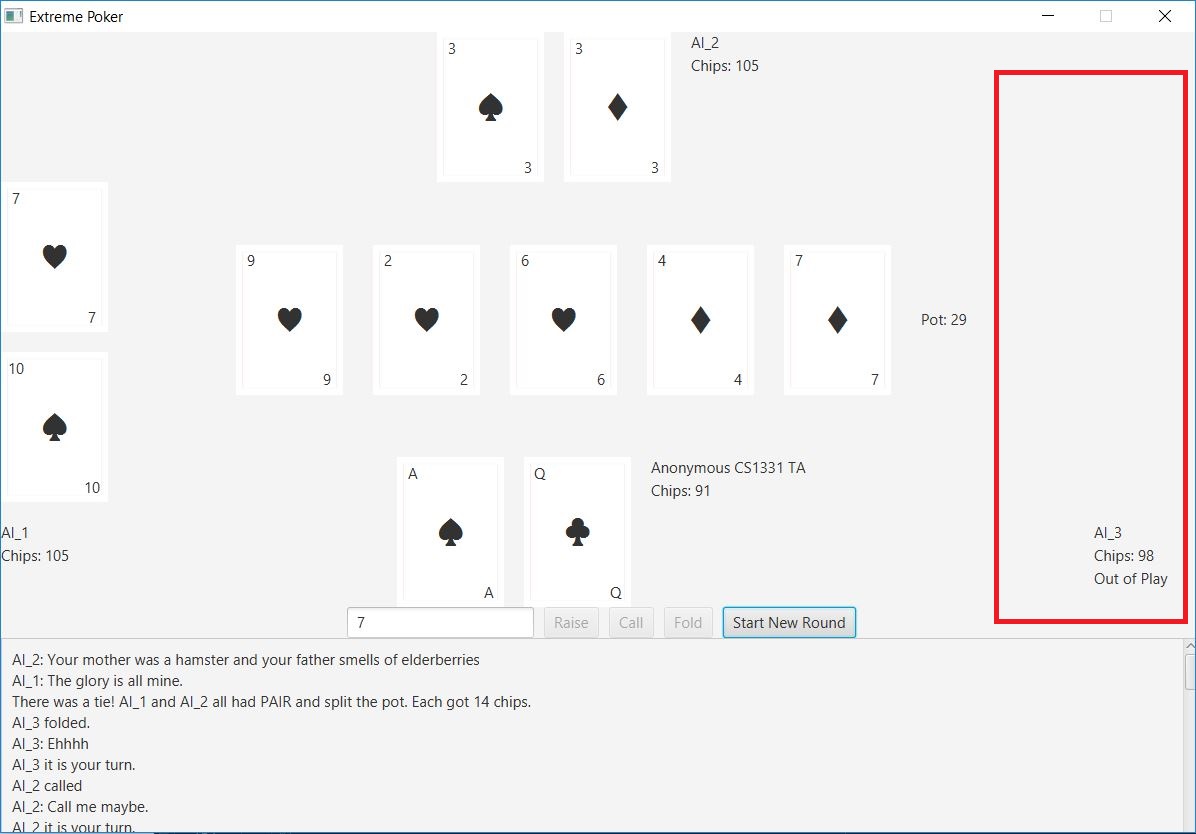 Extreme Poker
3
3
3
3
AI_2
Chips: 105
7
7
10
10
AI_1
Chips: 105
9
9
2
2
6
6
4
4
7
7
Pot: 29
A
A
Q
Q
Anonymous CS1331 TA
Chips: 91
AI_3
Chips: 98
Out of Play
7
Raise
Call
Fold
Start New Round
AI_2: Your mother was a hamster and your father smells of elderberries
AI_1: The glory is all mine.
There was a tie! AI_1 and AI_2 all had PAIR and split the pot. Each got 14 chips.
AI_3 folded.
AI_3: Ehhhh
AI_3 it is your turn.
AI_2 called
AI_2: Call me maybe.
AI_2 it is your turn.